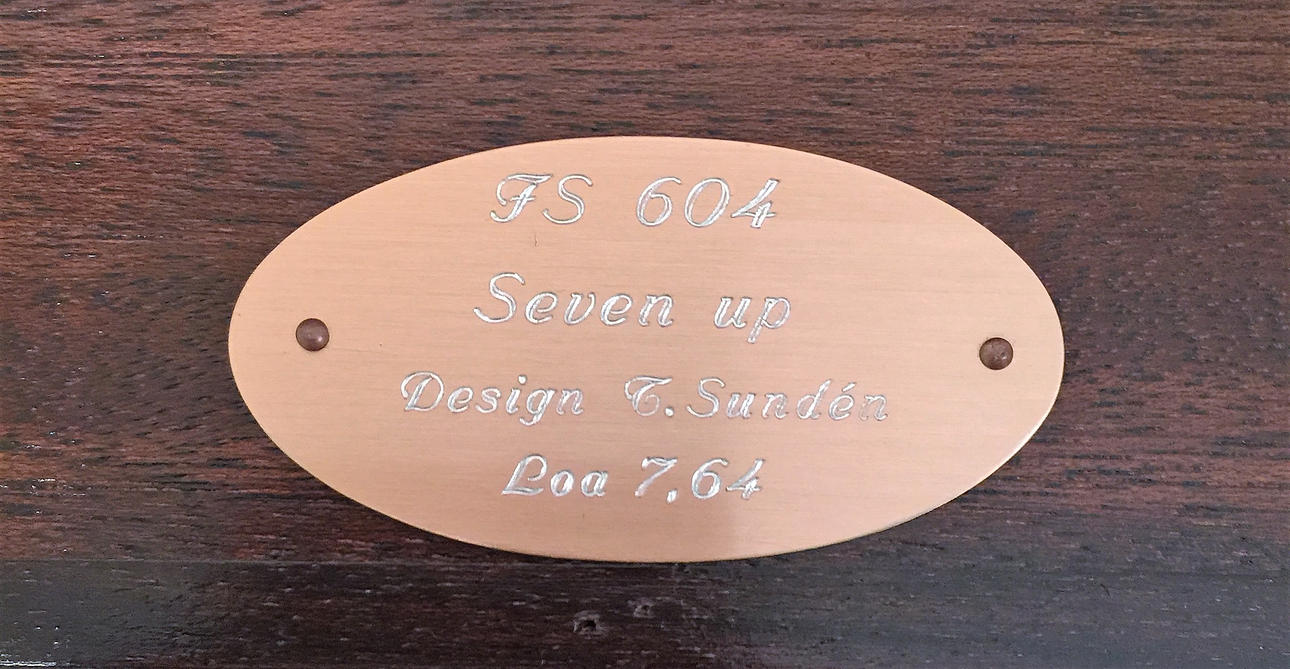 FS 604
Seven up
Design T.Sundén
Loa 7,64